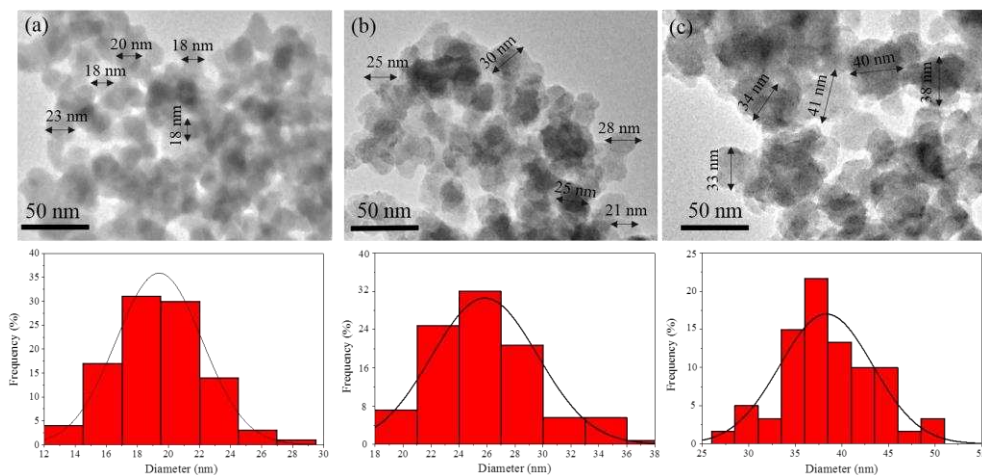 (a)
20 nm
18 nm
18 nm
23 nm
18 nm
50 nm
(b)
25 nm
30 nm
28 nm
25 nm
21 nm
50 nm
(c)
34 nm
41 nm
40 nm
38 nm
33 nm
50 nm
Frequency (%)
40
35
30
25
20
15
10
5
0
12 14 16 18 20 22 24 26 28 30
Diameter (nm)
Frequency (%)
40
32
24
16
8
0
18 20 22 24 26 28 30 32 34 36 38
Diameter (nm)
Frequency (%)
25
20
15
10
5
0
25 30 35 40 45 50
Diameter (nm)